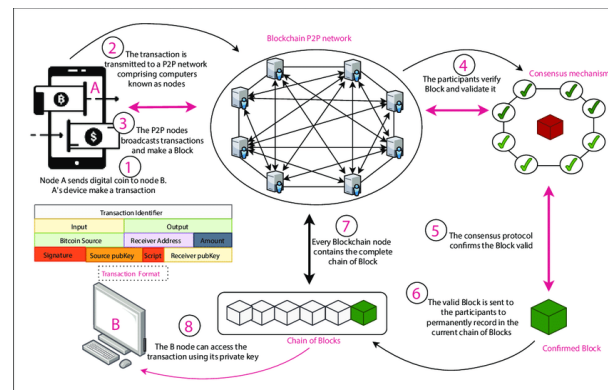 Blockchain P2P network
2
The transaction is
transmitted to a P2P network
comprising computers
known as nodes
A
3
The P2P nodes
broadcasts transactions
and make a Block
1
Node A sends digital coin to node B.
A's device make a transaction
4
The participants verify
Block and validate it
Consensus mechanism
Transaction Identifier
Input Output
Bitcoin Source Receiver Address Amount
Signature Source pubKey Script Receiver pubKey
Transaction Format
7
Every Blockchain node
contains the complete
chain of Block
5
The consensus protocol
confirms the Block valid
6
The valid Block is sent to
the participants to
permanently record in the
current chain of Blocks
Confirmed Block
B
8
The B node can access the
transaction using its private
key
Chain of Blocks